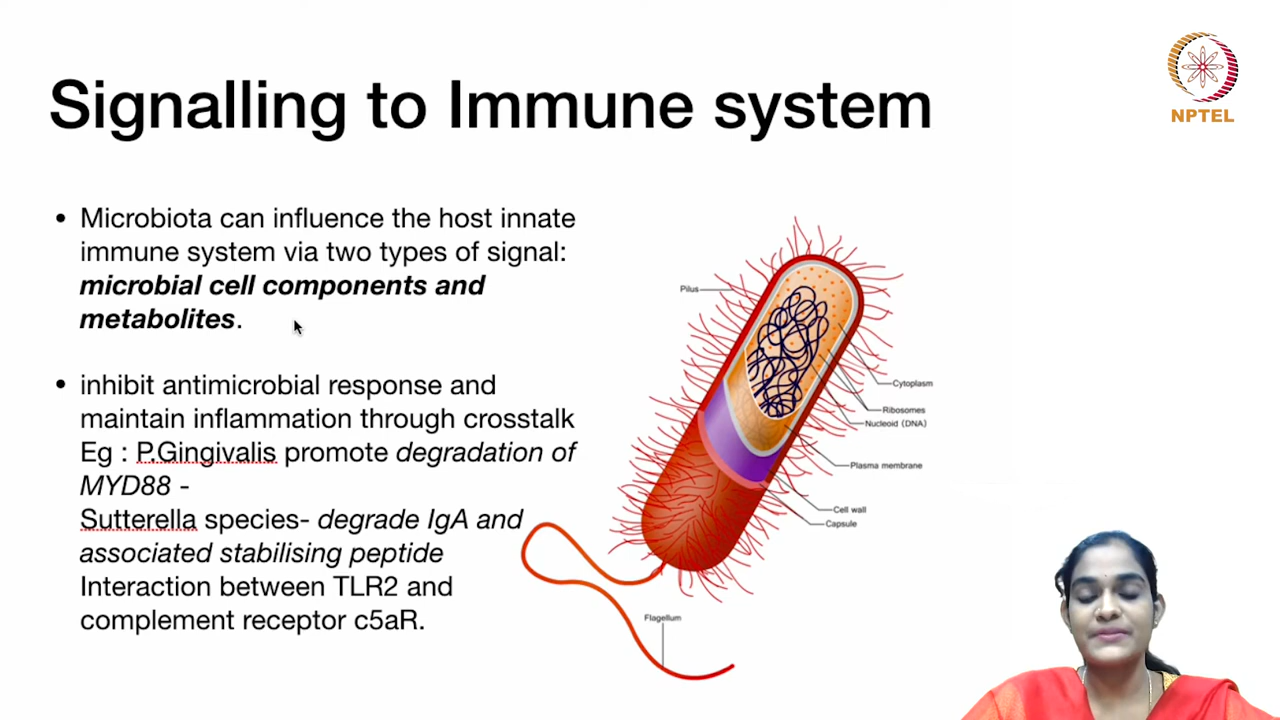 Signalling to Immune system
NPTEL
• Microbiota can influence the host innate
immune system via two types of signal:
microbial cell components and
metabolites.
• inhibit antimicrobial response and
maintain inflammation through crosstalk
Eg : P.Gingivalis promote degradation of
MYD88 -
Sutterella species- degrade IgA and
associated stabilising peptide
Interaction between TLR2 and
complement receptor c5aR.
Pilus
Cytoplasm
Ribosomes
Nucleoid (DNA)
Plasma membrane
Cell wall
Capsule
Flagellum